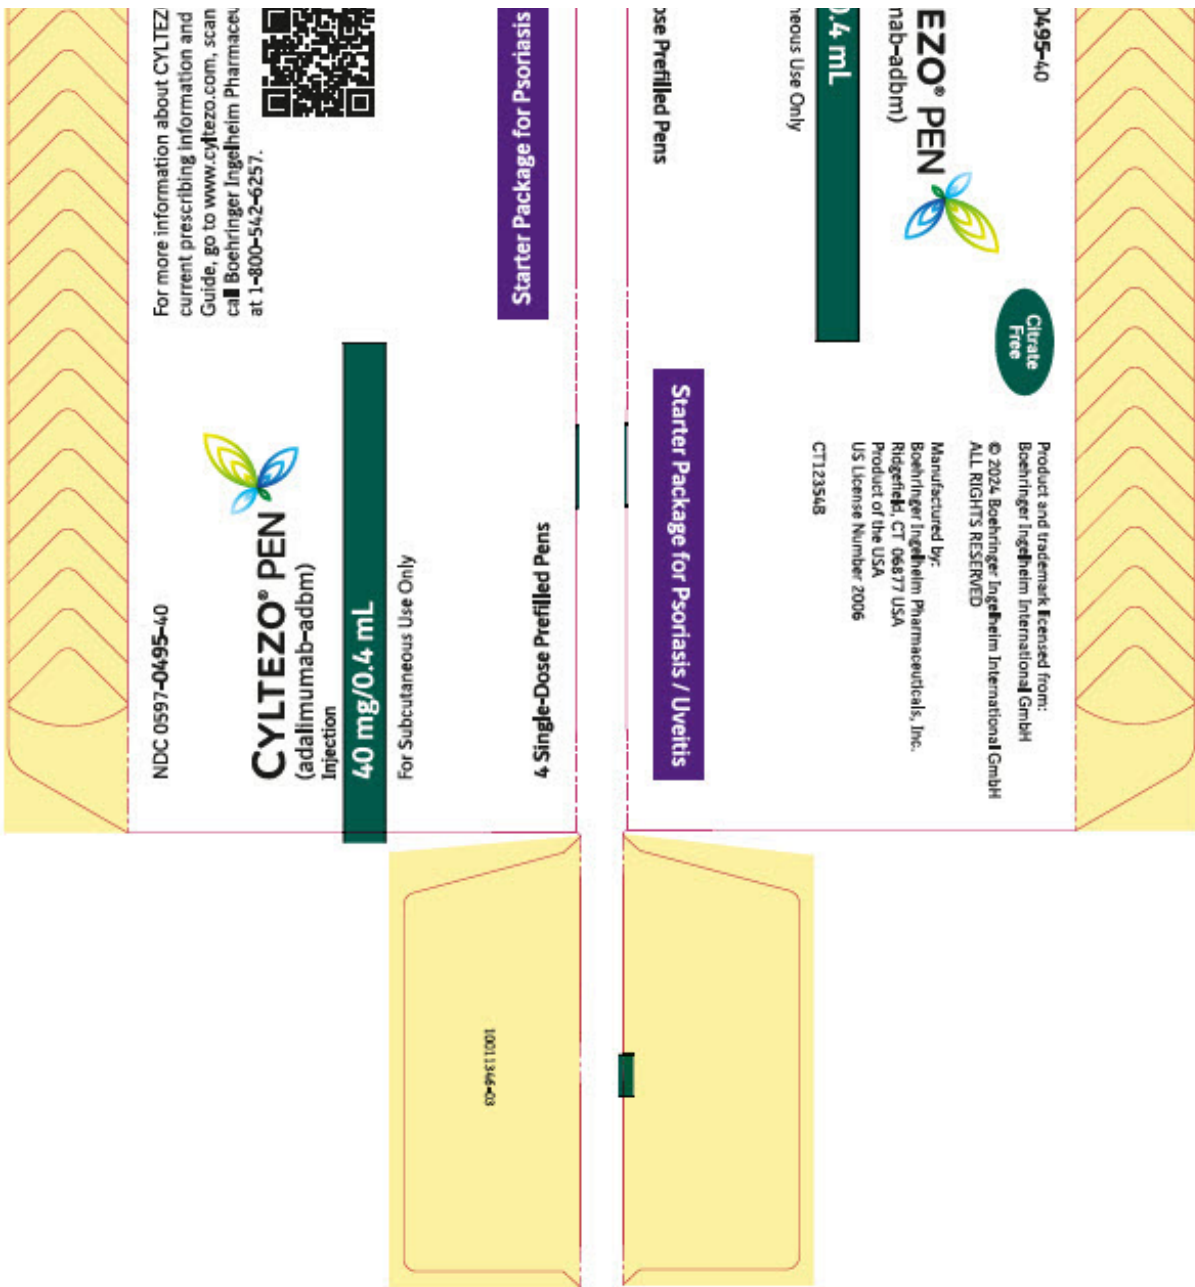 For more information about CYLTEZ
current prescribing information and
Guide, go to www.cyltezo.com, scan
call Boehringer Ingelheim Pharmaceu
at 1-800-542-6257.
Starter Package for Psoriasis
NDC 0597-0495-40
CYLTEZO® PEN
(adalimumab-adbm)
Injection
40 mg/0.4 mL
For Subcutaneous Use Only
4 Single-Dose Prefilled Pens
10011346-03
0495-40
EZO® PEN
mab-adbm)
0.4 mL
neous Use Only
ose Prefilled Pens
Citrate
Free
Starter Package for Psoriasis / Uveitis
Product and trademark licensed from:
Boehringer Ingelheim International GmbH
© 2024 Boehringer Ingelheim International GmbH
ALL RIGHTS RESERVED
Manufactured by:
Boehringer Ingelheim Pharmaceuticals, Inc.
Ridgefield, CT 06877 USA
Product of the USA
US License Number 2006
CT12354B